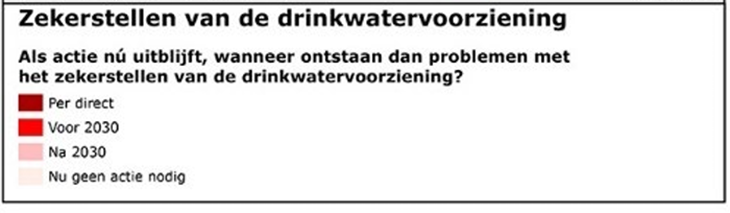 Zekerstellen van de drinkwatervoorziening
Als actie nú uitblijft, wanneer ontstaan dan problemen met
het zekerstellen van de drinkwatervoorziening?
Per direct
Voor 2030
Na 2030
Nu geen actie nodig